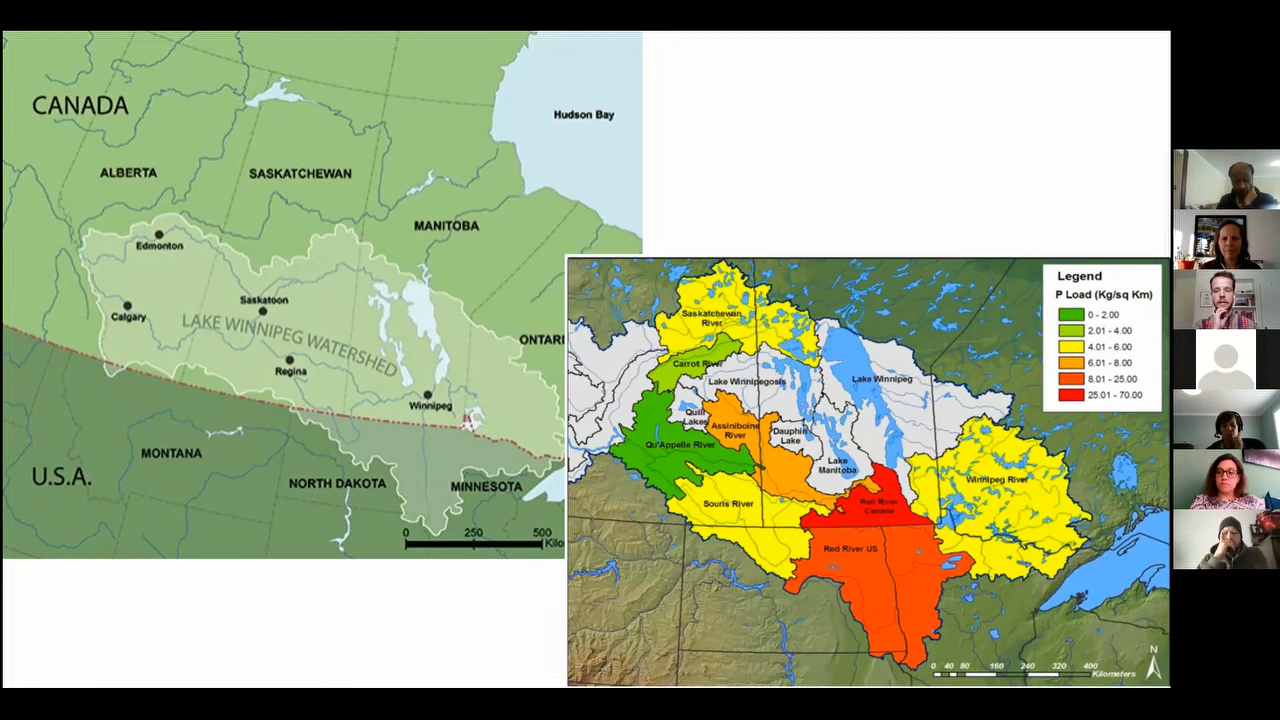 CANADA
Hudson Bay
ALBERTA
SASKATCHEWAN
MANITOBA
Edmonton
Saskatoon
Calgary
LAKE WINNIPEG WATERSHED
ONTARI
Regina
Winnipeg
MONTANA
U.S.A.
NORTH DAKOTA
MINNESOTA
0 250 500
Kilo
Legend
P Load (Kg/sq Km)
0 - 2.00
2.01 - 4.00
4.01 - 6.00
6.01 - 8.00
8.01 - 25.00
25.01 - 70.00
Saskatchewan
River
Carrot River
Lake Winnipegosis
Lake Winnipeg
Quill
Lakes
Assiniboine
River
Dauphin
Lake
Qu'Appelle River
Lake
Manitoba
Winnipeg River
Souris River
Red River
Canada
Red River US
N
0 40 80 160 240 320 400
Kilometers